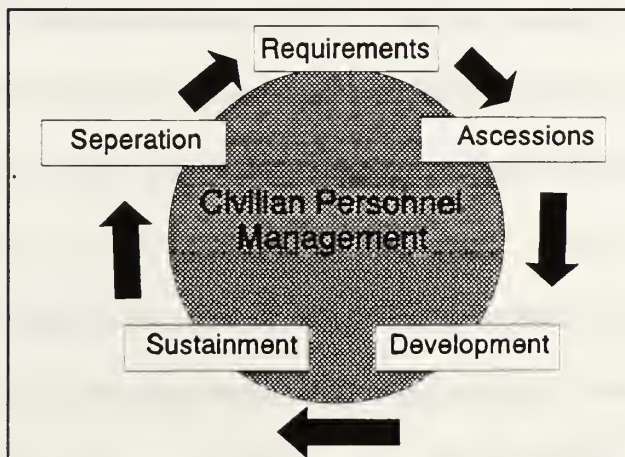 Requirements
Ascessions
Development
Sustainment
Seperation
Civilian Personnel
Management